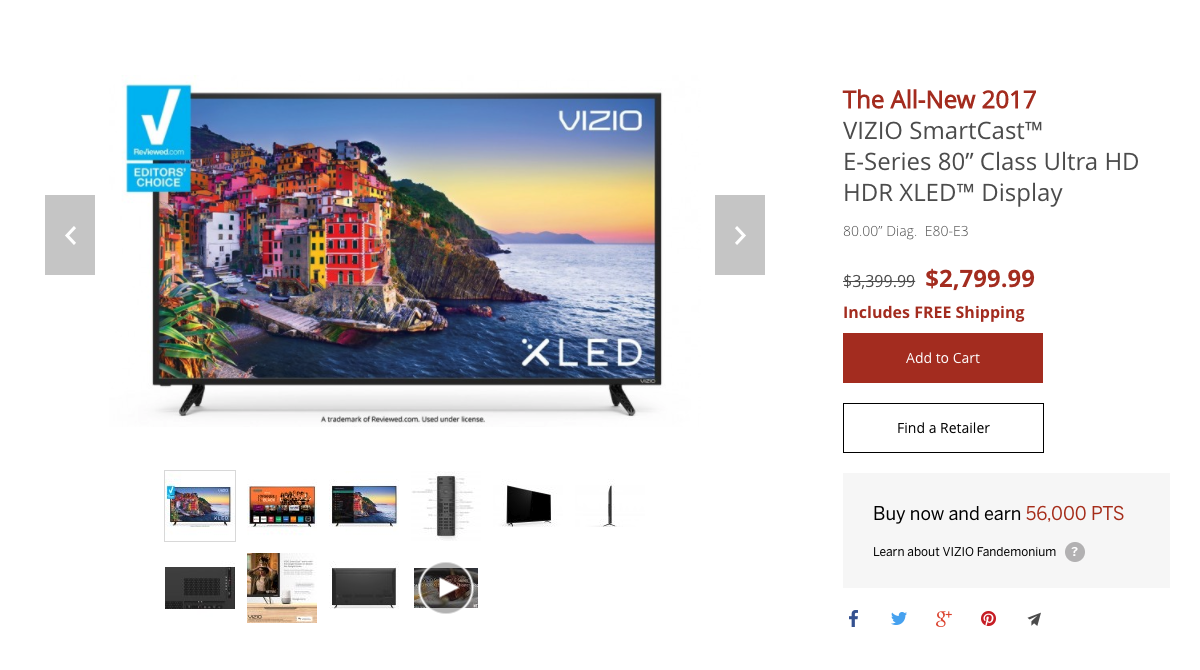 Reviewed.com
EDITORS'
CHOICE
VIZIO
XLED
VIZIO
A trademark of Reviewed.com. Used under license.
The All-New 2017
VIZIO SmartCast™
E-Series 80” Class Ultra HD
HDR XLED™ Display
80.00” Diag. E80-E3
$3,399.99 $2,799.99
Includes FREE Shipping
Add to Cart
Find a Retailer
Buy now and earn 56,000 PTS
Learn about VIZIO Fandemonium ?